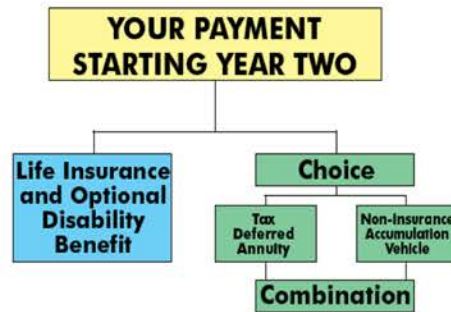 YOUR PAYMENT
STARTING YEAR TWO
Life Insurance
and Optional
Disability
Benefit
Choice
Tax
Deferred
Annuity
Non-Insurance
Accumulation
Vehicle
Combination